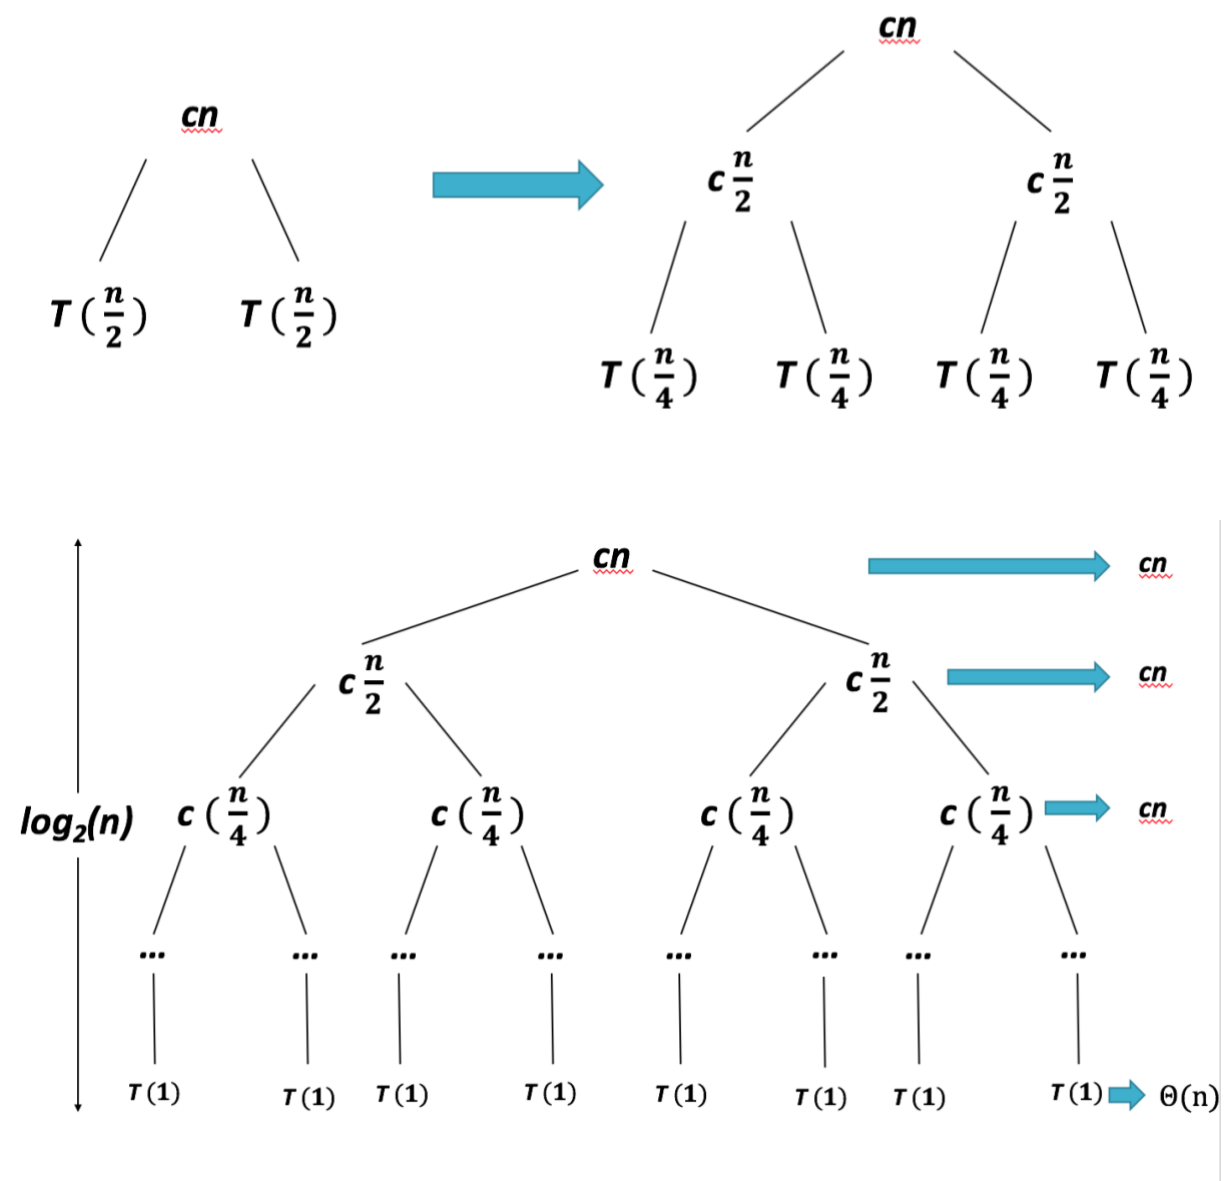 cn
T (n/2) T (n/2)
cn
c n/2 c n/2
T (n/4) T (n/4) T (n/4) T (n/4)
cn cn
c n/2 c n/2 cn
log₂(n) c (n/4) c (n/4) c (n/4) c (n/4) cn
... ... ... ... ... ... ... ...
T (1) T (1) T (1) T (1) T (1) T (1) T (1) T (1) Θ(n)